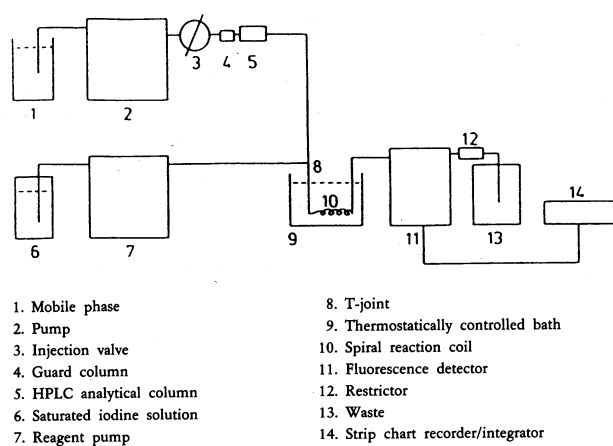 1
2
3
4
5
6
7
8
9
10
11
12
13
14
1. Mobile phase
2. Pump
3. Injection valve
4. Guard column
5. HPLC analytical column
6. Saturated iodine solution
7. Reagent pump
8. T-joint
9. Thermostatically controlled bath
10. Spiral reaction coil
11. Fluorescence detector
12. Restrictor
13. Waste
14. Strip chart recorder/integrator